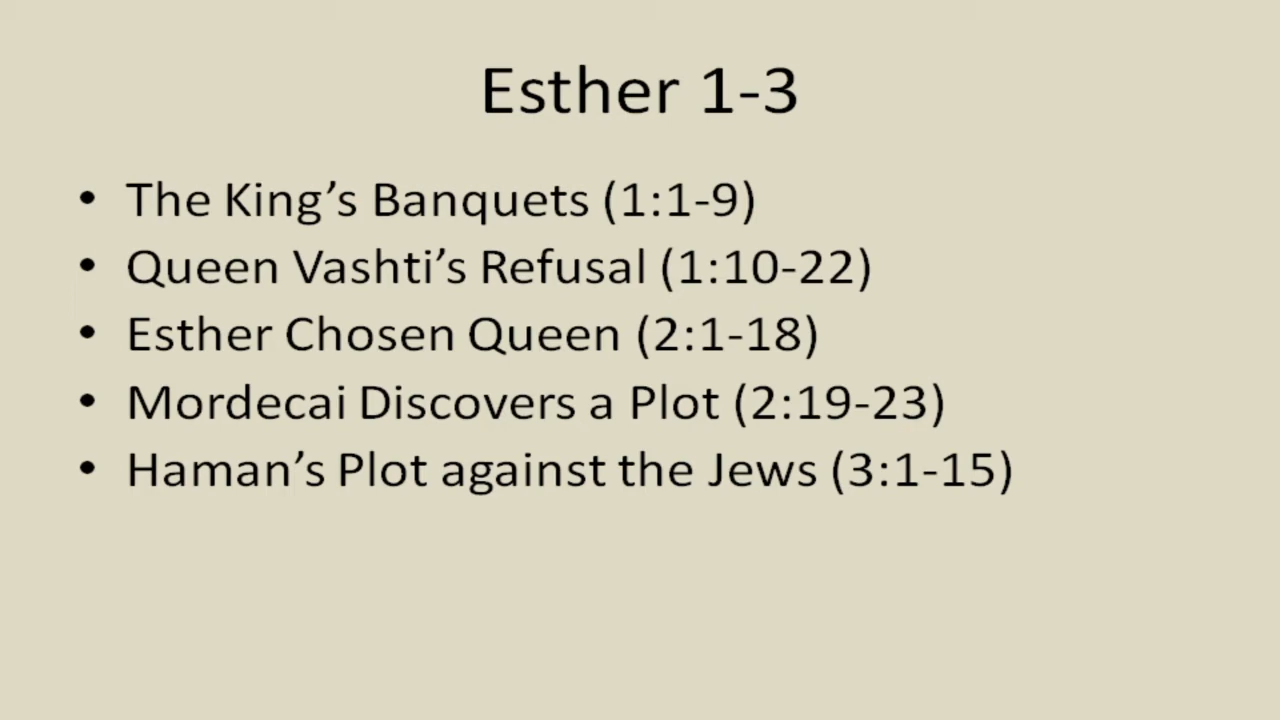 Esther 1-3
• The King’s Banquets (1:1-9)
• Queen Vashti’s Refusal (1:10-22)
• Esther Chosen Queen (2:1-18)
• Mordecai Discovers a Plot (2:19-23)
• Haman’s Plot against the Jews (3:1-15)